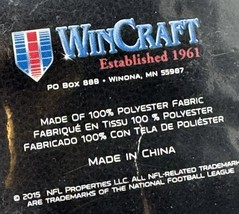 WINCRAFT
Established 1961
PO BOX 888 • WINONA, MN 55987
MADE OF 100% POLYESTER FABRIC
FABRIQUÉ EN TISSU 100 % POLYESTER
FABRICADO 100% CON TELA DE POLIÉSTER
MADE IN CHINA
© 2015 NFL PROPERTIES LLC. ALL NFL-RELATED TRADEMAR
ARE TRADEMARKS OF THE NATIONAL FOOTBALL LEAGUE